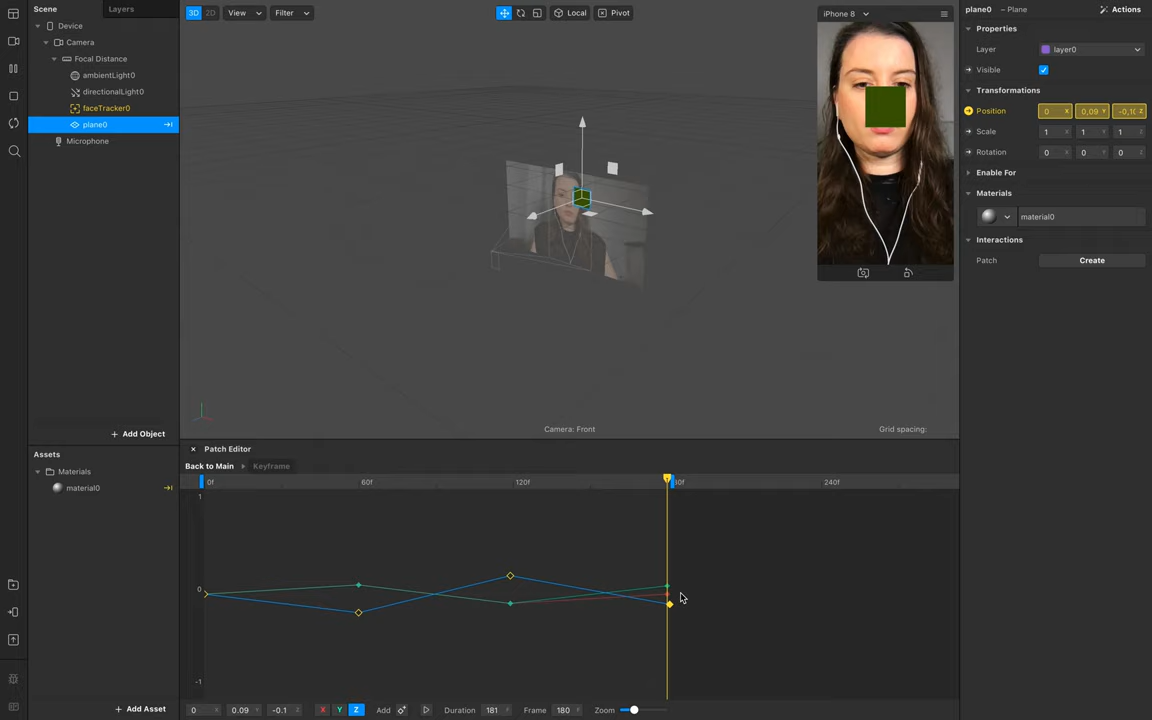 Scene Layers
Device
Camera
Focal Distance
ambientLight0
directionalLight0
faceTracker0
plane0
Microphone
+ Add Object
Assets
Materials
material0
+ Add Asset
3D 2D View Filter Local Pivot
iPhone 8
Camera: Front Grid spacing:
× Patch Editor
Back to Main Keyframe
0f 60f 120f 240f
1
0
-1
0 X 0.09 Y -0.1 Z X Y Z Add Duration 181 Frame 180 Zoom
plane0 – Plane Actions
Properties
Layer layer0
Visible
Transformations
Position 0 X 0,09 Y -0,1( Z
Scale 1 X 1 Y 1 Z
Rotation 0 X 0 Y 0 Z
Enable For
Materials
material0
Interactions
Patch Create